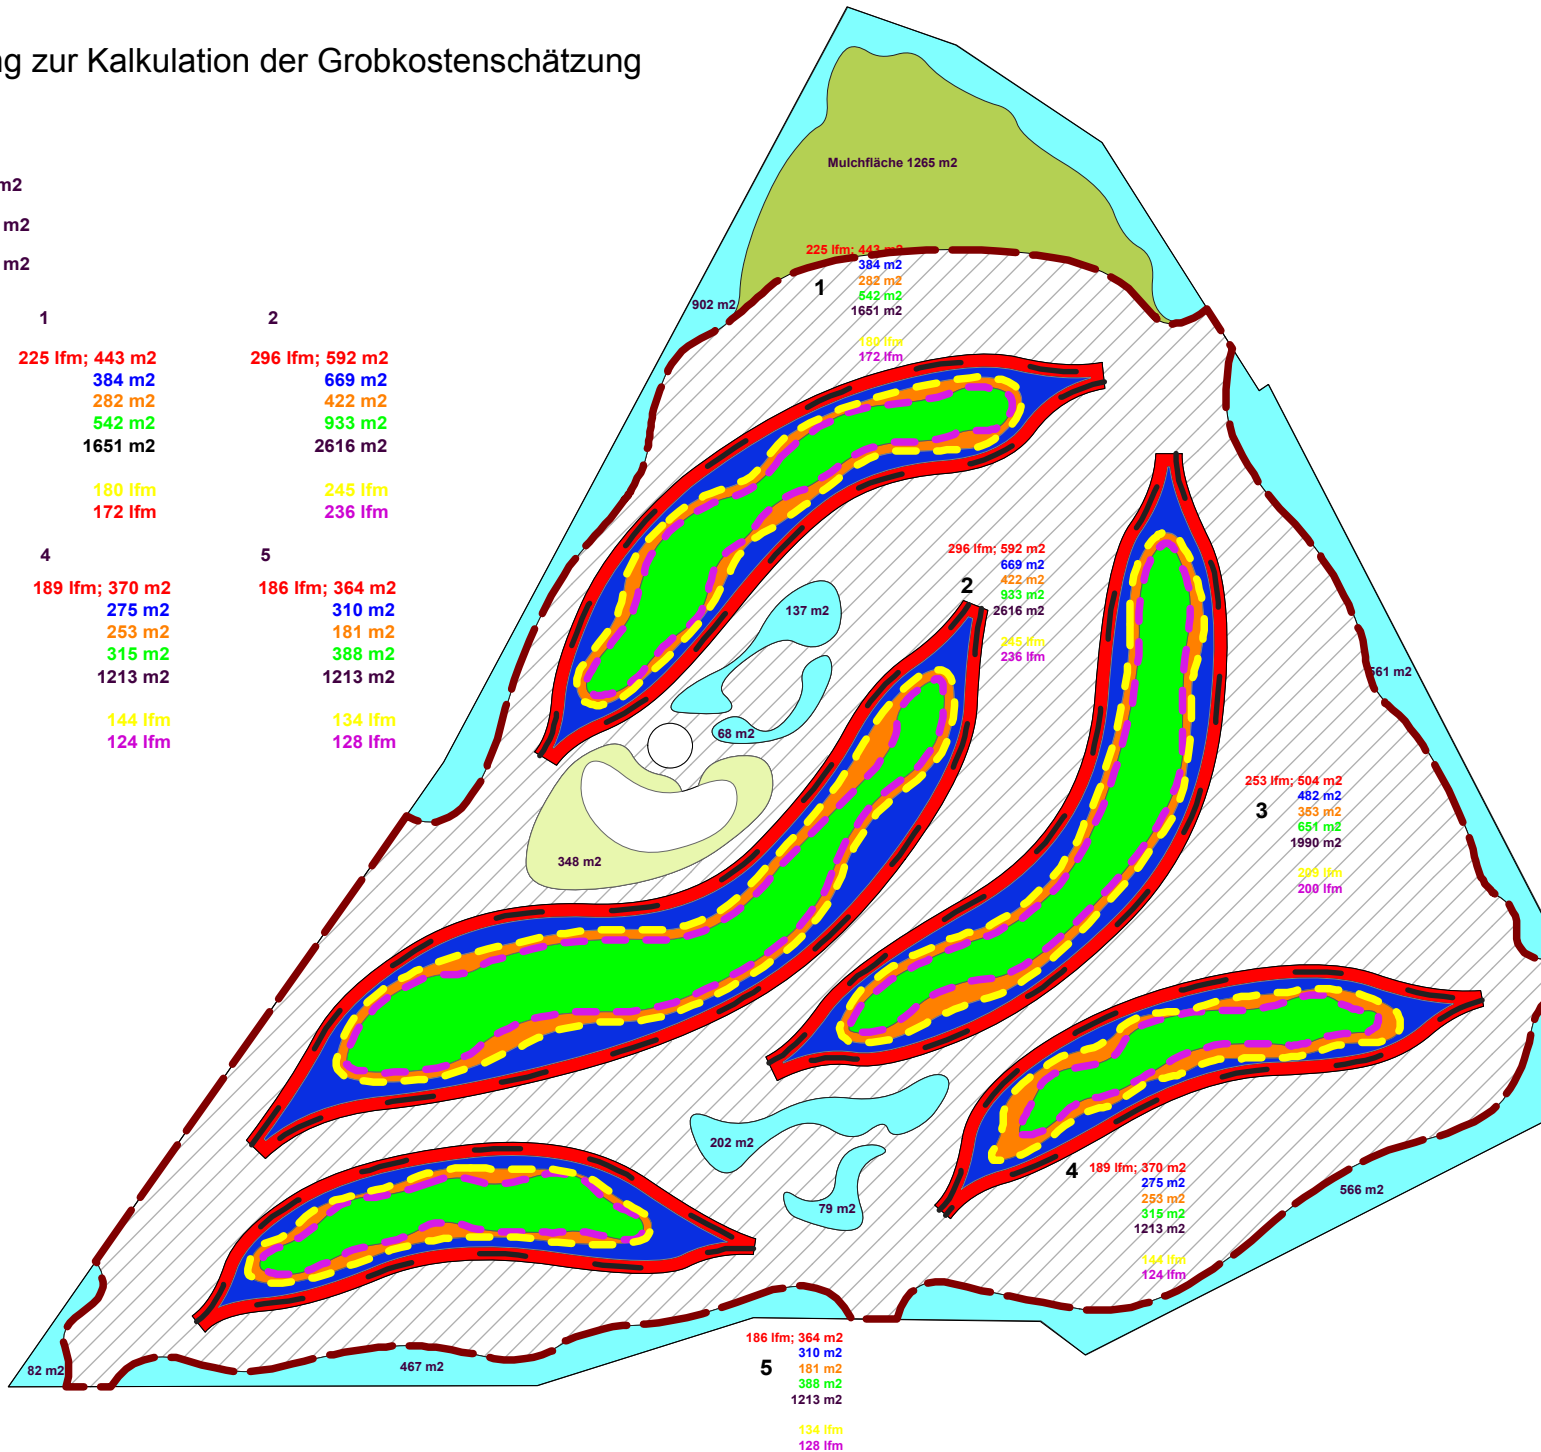 ng zur Kalkulation der Grobkostenschätzung
m2
m2
m2
1 2
225 lfm; 443 m2 296 lfm; 592 m2
384 m2 669 m2
282 m2 422 m2
542 m2 933 m2
1651 m2 2616 m2
180 lfm 245 lfm
172 lfm 236 lfm
4 5
189 lfm; 370 m2 186 lfm; 364 m2
275 m2 310 m2
253 m2 181 m2
315 m2 388 m2
1213 m2 1213 m2
144 lfm 134 lfm
124 lfm 128 lfm
Mulchfläche 1265 m2
902 m2
1
225 lfm; 443 m2
384 m2
282 m2
542 m2
1651 m2
180 lfm
172 lfm
2
296 lfm; 592 m2
669 m2
422 m2
933 m2
2616 m2
245 lfm
236 lfm
137 m2
68 m2
348 m2
561 m2
3
253 lfm; 504 m2
482 m2
353 m2
651 m2
1990 m2
209 lfm
200 lfm
202 m2
79 m2
4
189 lfm; 370 m2
275 m2
253 m2
315 m2
1213 m2
144 lfm
124 lfm
566 m2
82 m2
467 m2
5
186 lfm; 364 m2
310 m2
181 m2
388 m2
1213 m2
134 lfm
128 lfm